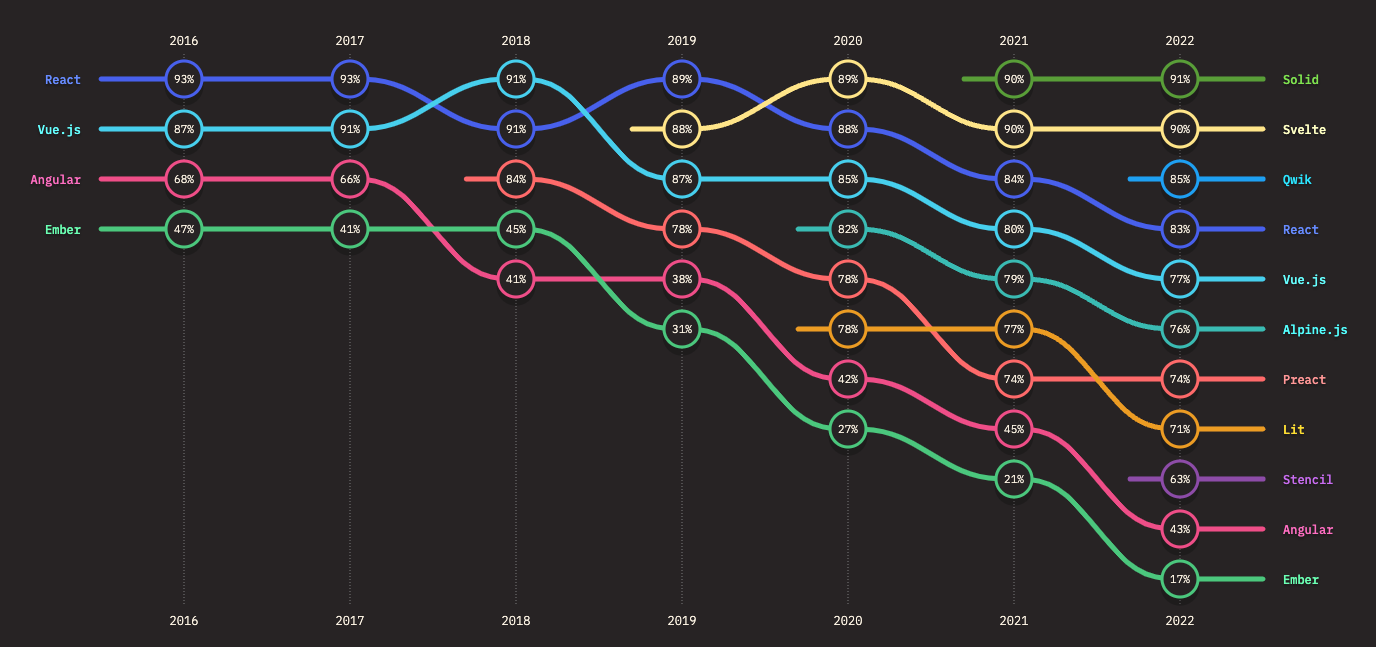 2016 2017 2018 2019 2020 2021 2022
React 93% 93% 91% 89% 89% 90% 91% Solid
Vue.js 87% 91% 91% 88% 88% 90% 90% Svelte
Angular 68% 66% 84% 87% 85% 84% 85% Qwik
Ember 47% 41% 45% 78% 82% 80% 83% React
41% 38% 78% 79% 77% Vue.js
31% 78% 77% 76% Alpine.js
42% 74% 74% Preact
27% 45% 71% Lit
21% 63% Stencil
43% Angular
17% Ember
2016 2017 2018 2019 2020 2021 2022